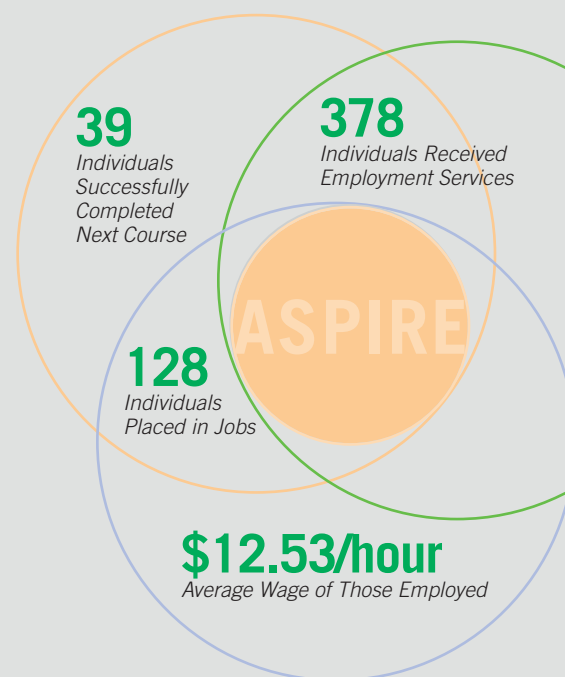 39
Individuals
Successfully
Completed
Next Course
378
Individuals Received
Employment Services
ASPIRE
128
Individuals
Placed in Jobs
$12.53/hour
Average Wage of Those Employed